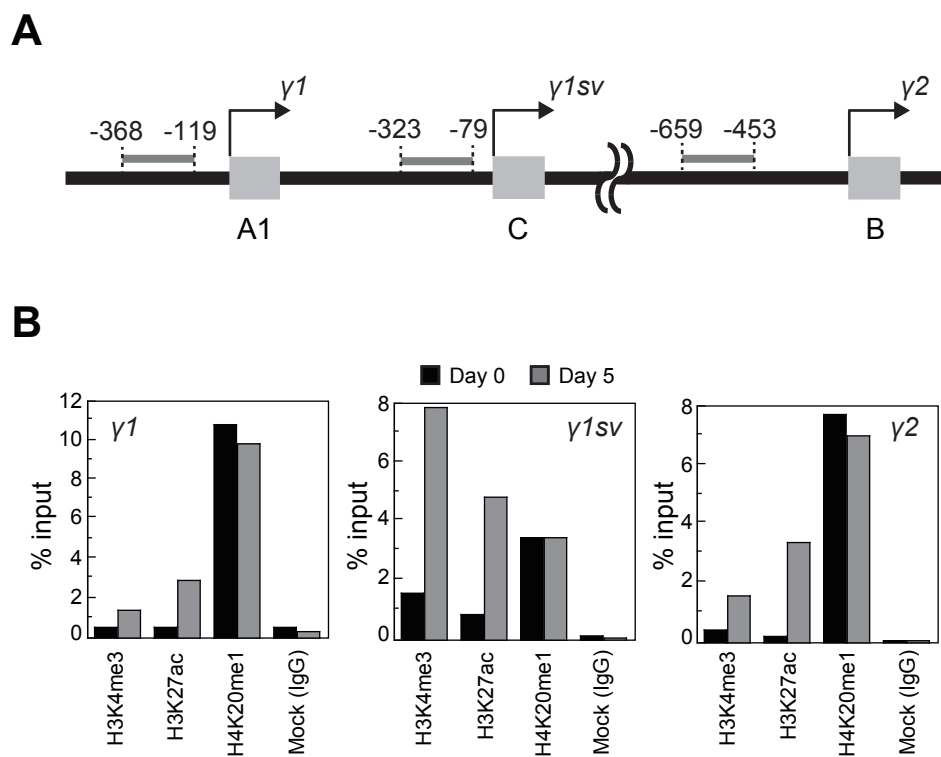 A
γ1
γ1sv
γ2
-368 -119
-323 -79
-659 -453
A1
C
B
B
Day 0
Day 5
γ1
% input
12
10
8
6
4
2
0
H3K4me3
H3K27ac
H4K20me1
Mock (IgG)
γ1sv
% input
8
6
4
2
0
H3K4me3
H3K27ac
H4K20me1
Mock (IgG)
γ2
% input
8
6
4
2
0
H3K4me3
H3K27ac
H4K20me1
Mock (IgG)